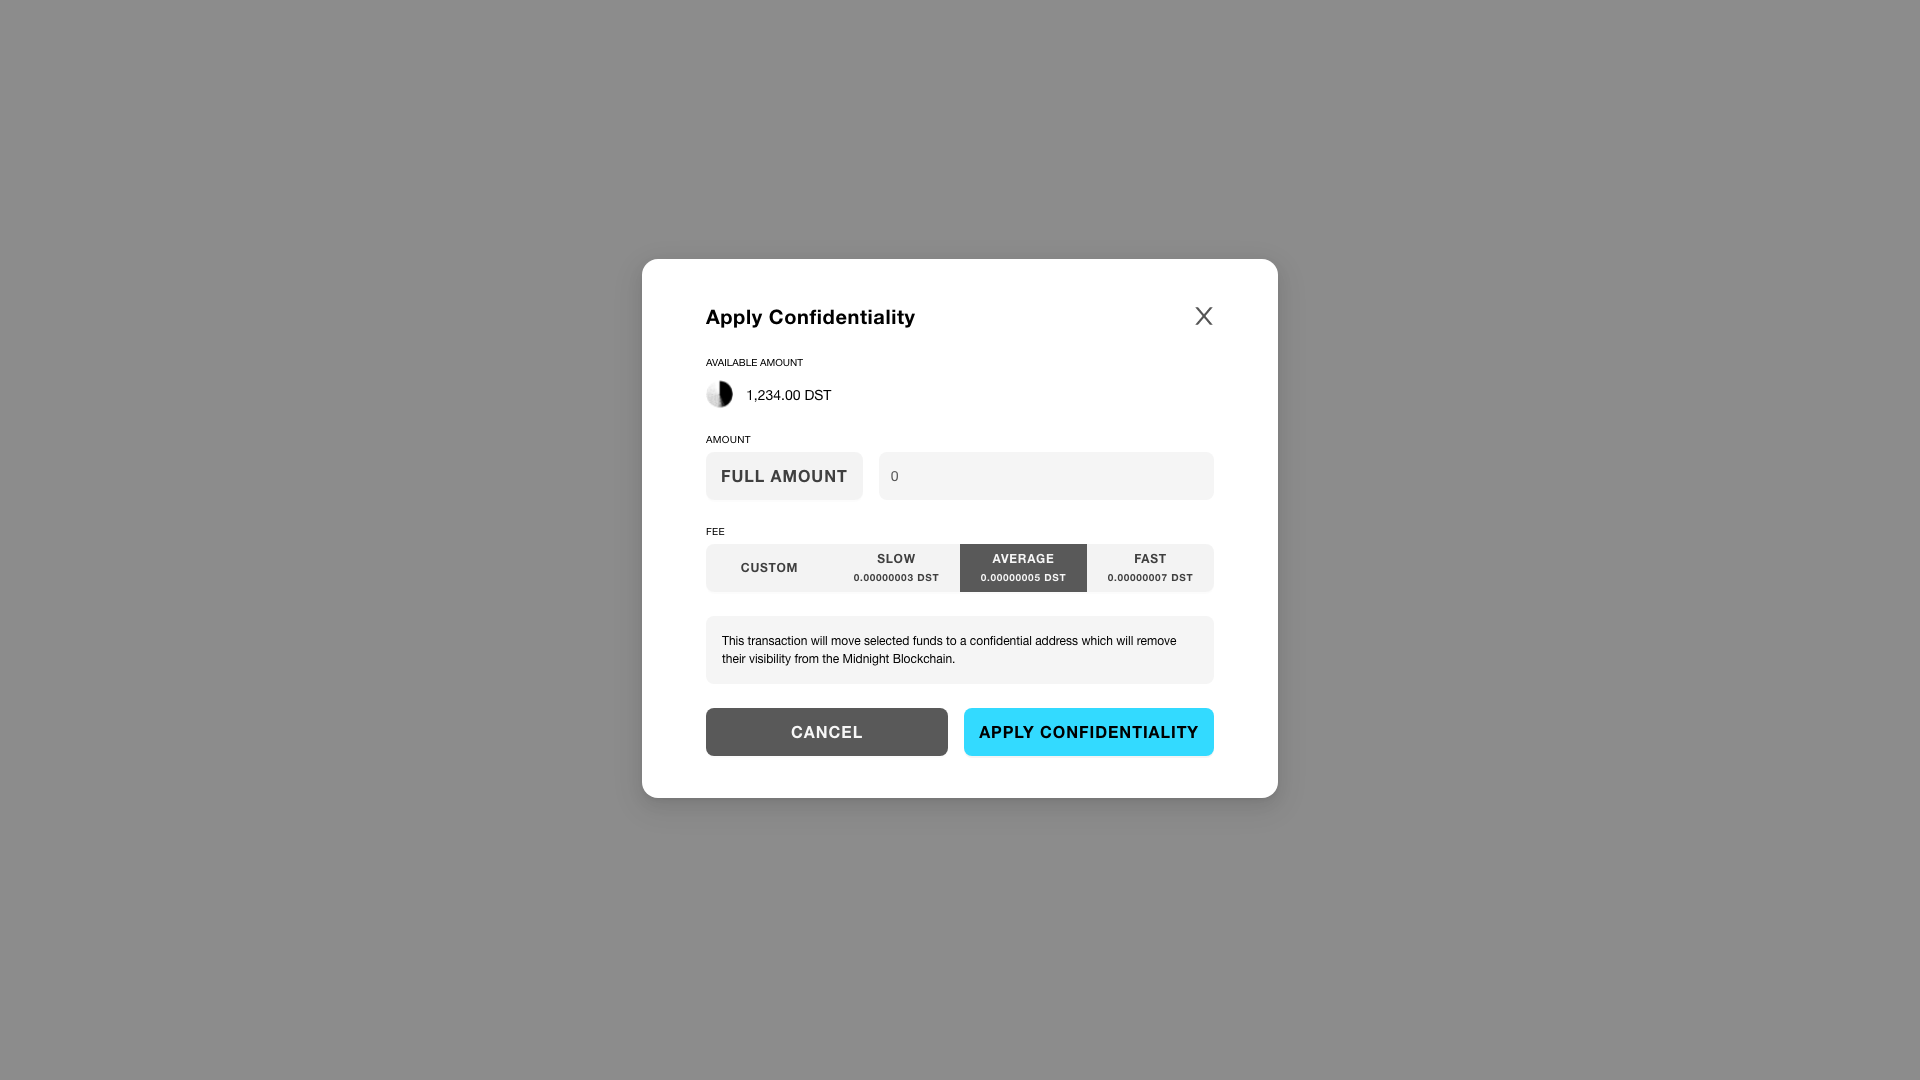 Apply Confidentiality
X
AVAILABLE AMOUNT
1,234.00 DST
AMOUNT
FULL AMOUNT
0
FEE
CUSTOM
SLOW
0.00000003 DST
AVERAGE
0.00000005 DST
FAST
0.00000007 DST
This transaction will move selected funds to a confidential address which will remove
their visibility from the Midnight Blockchain.
CANCEL
APPLY CONFIDENTIALITY